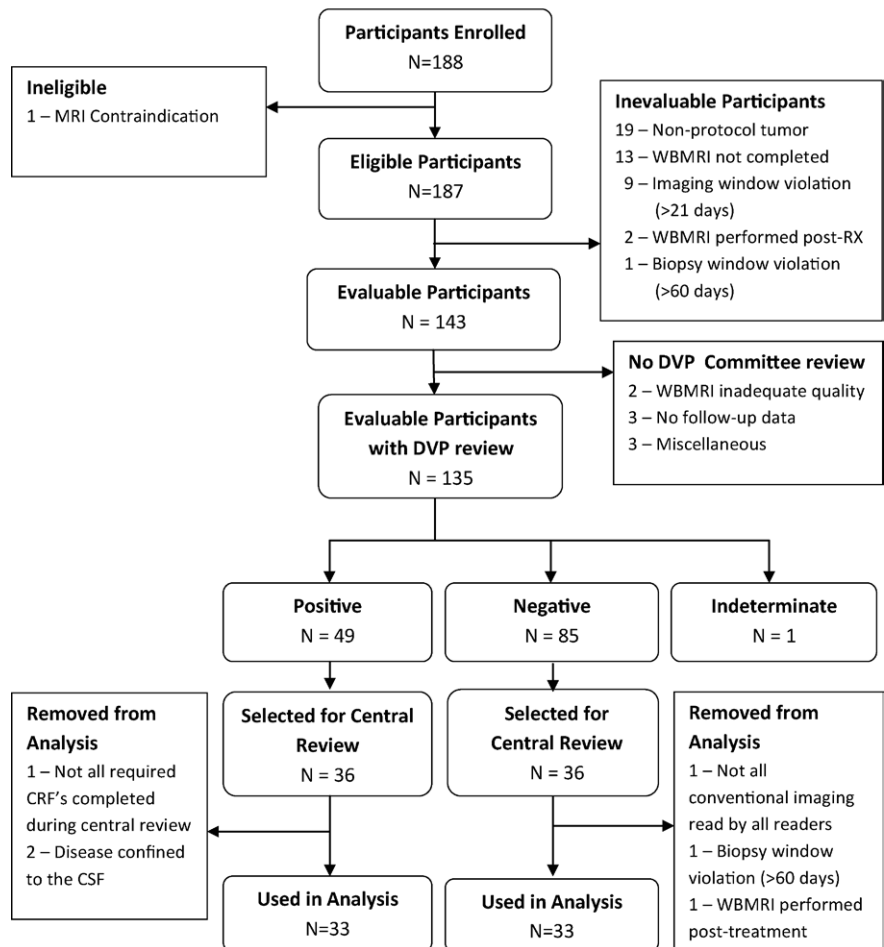 Participants Enrolled
N=188
Ineligible
1 – MRI Contraindication
Inevaluable Participants
19 – Non-protocol tumor
13 – WBMRI not completed
9 – Imaging window violation
(>21 days)
2 – WBMRI performed post-RX
1 – Biopsy window violation
(>60 days)
Eligible Participants
N=187
Evaluable Participants
N = 143
No DVP Committee review
2 – WBMRI inadequate quality
3 – No follow-up data
3 – Miscellaneous
Evaluable Participants
with DVP review
N = 135
Positive
N = 49
Negative
N = 85
Indeterminate
N = 1
Removed from
Analysis
1 – Not all required
CRF's completed
during central review
2 – Disease confined
to the CSF
Selected for Central
Review
N = 36
Selected for
Central Review
N = 36
Removed from
Analysis
1 – Not all
conventional imaging
read by all readers
1 – Biopsy window
violation (>60 days)
1 – WBMRI performed
post-treatment
Used in Analysis
N=33
Used in Analysis
N=33